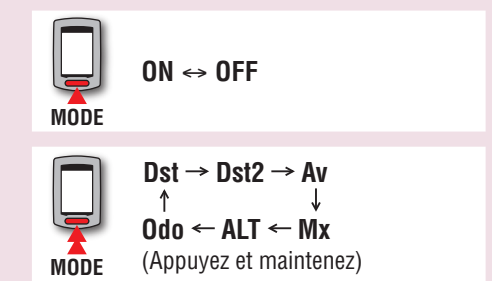 ON ↔ OFF
MODE
Dst → Dst2 → Av
↑ ↓
Odo ← ALT ← Mx
MODE
(Appuyez et maintenez)